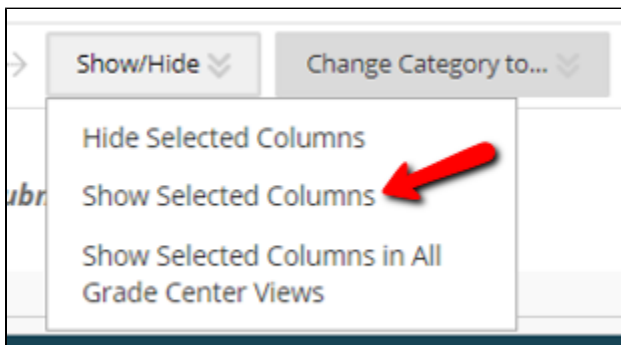 Show/Hide Change Category to...
Hide Selected Columns
ubr
Show Selected Columns
Show Selected Columns in All
Grade Center Views